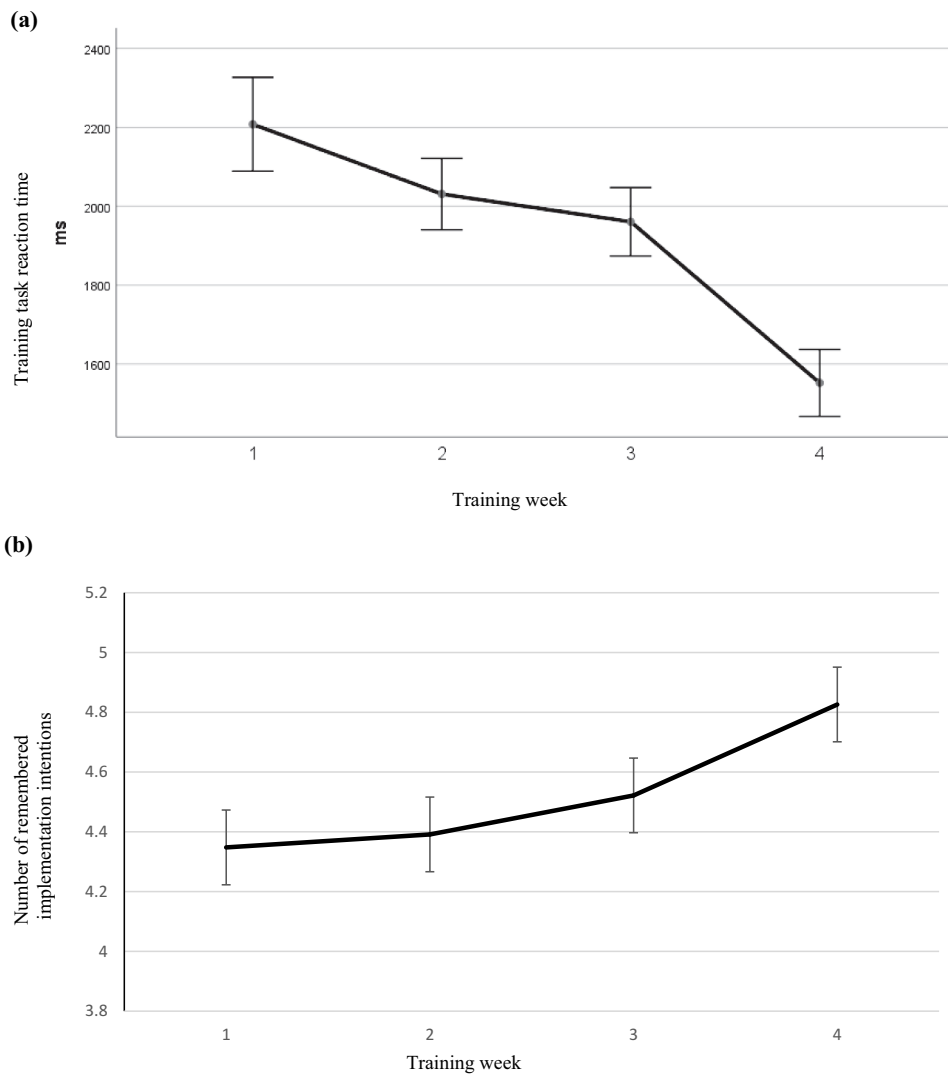 (a)
2400
2200
2000
1800
1600
Training task reaction time
ms
1 2 3 4
Training week
(b)
5.2
5
4.8
4.6
4.4
4.2
4
3.8
Number of remembered
implementation intentions
1 2 3 4
Training week